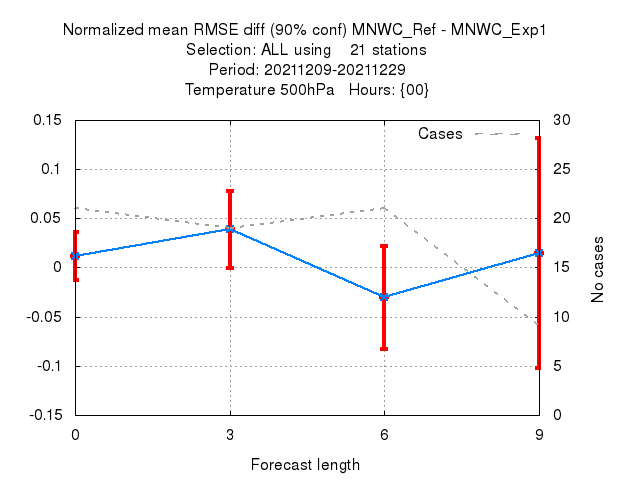 Normalized mean RMSE diff (90% conf) MNWC_Ref - MNWC_Exp1
Selection: ALL using 21 stations
Period: 20211209-20211229
Temperature 500hPa Hours: {00}
Cases
0.15
0.1
0.05
0
-0.05
-0.1
-0.15
30
25
20
15
10
5
0
No cases
0 3 6 9
Forecast length